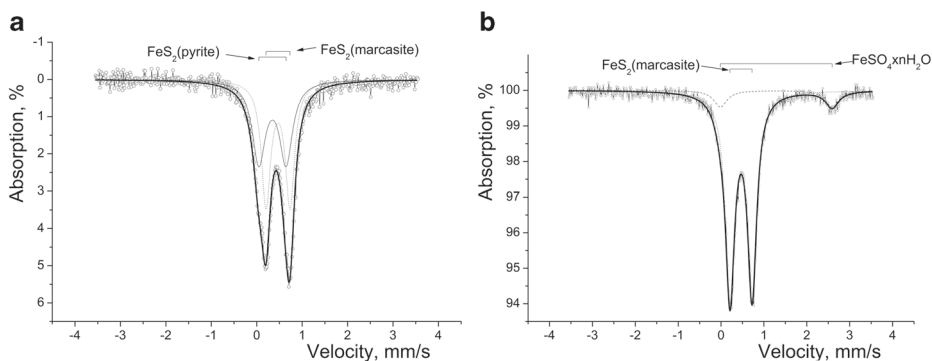 a
FeS₂(pyrite)
FeS₂(marcasite)
Absorption, %
-1
0
1
2
3
4
5
6
-4 -3 -2 -1 0 1 2 3 4
Velocity, mm/s
b
FeS₂(marcasite)
FeSO₄xnH₂O
Absorption, %
100
99
98
97
96
95
94
-4 -3 -2 -1 0 1 2 3 4
Velocity, mm/s